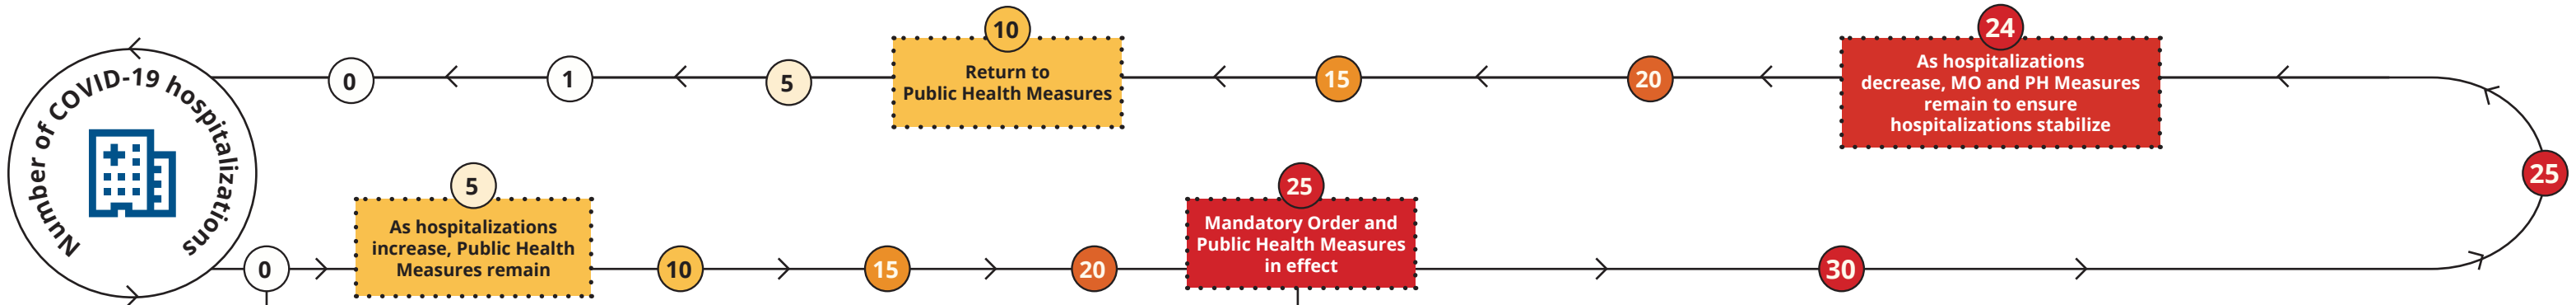 Number of COVID-19 hospitalizations
0
1
5
10
Return to
Public Health Measures
15
20
24
As hospitalizations
decrease, MO and PH Measures
remain to ensure
hospitalizations stabilize
25
0
5
As hospitalizations
increase, Public Health
Measures remain
10
15
20
25
Mandatory Order and
Public Health Measures
in effect
30